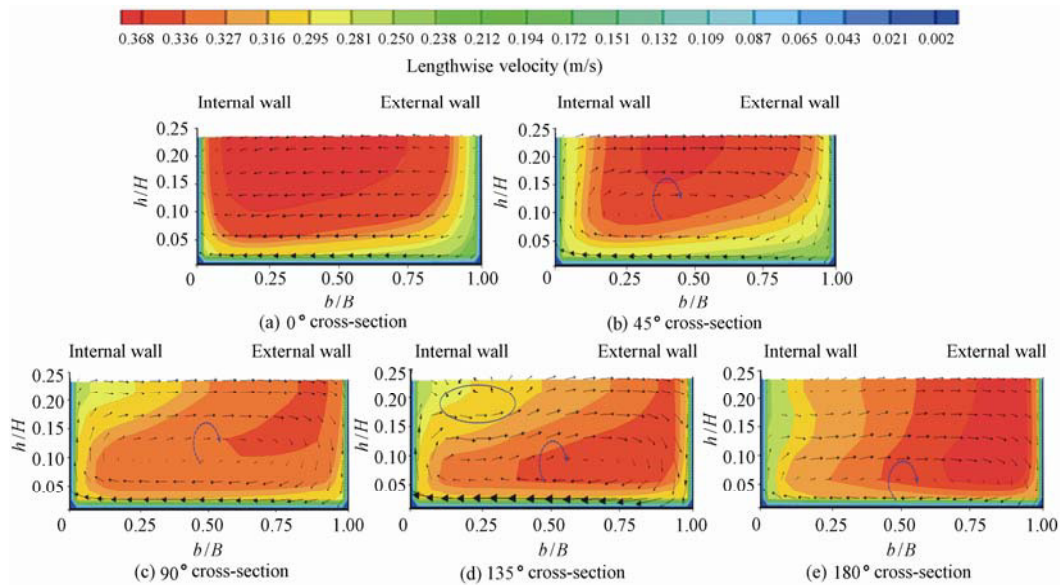 0.368 0.336 0.327 0.316 0.295 0.281 0.250 0.238 0.212 0.194 0.172 0.151 0.132 0.109 0.087 0.065 0.043 0.021 0.002
Lengthwise velocity (m/s)
Internal wall External wall
0.25
0.20
0.15
0.10
0.05
h/H
0 0.25 0.50 0.75 1.00
b/B
(a) 0° cross-section
Internal wall External wall
0.25
0.20
0.15
0.10
0.05
h/H
0 0.25 0.50 0.75 1.00
b/B
(b) 45° cross-section
Internal wall External wall
0.25
0.20
0.15
0.10
0.05
h/H
0 0.25 0.50 0.75 1.00
b/B
(c) 90° cross-section
Internal wall External wall
0.25
0.20
0.15
0.10
0.05
h/H
0 0.25 0.50 0.75 1.00
b/B
(d) 135° cross-section
Internal wall External wall
0.25
0.20
0.15
0.10
0.05
h/H
0 0.25 0.50 0.75 1.00
b/B
(e) 180° cross-section